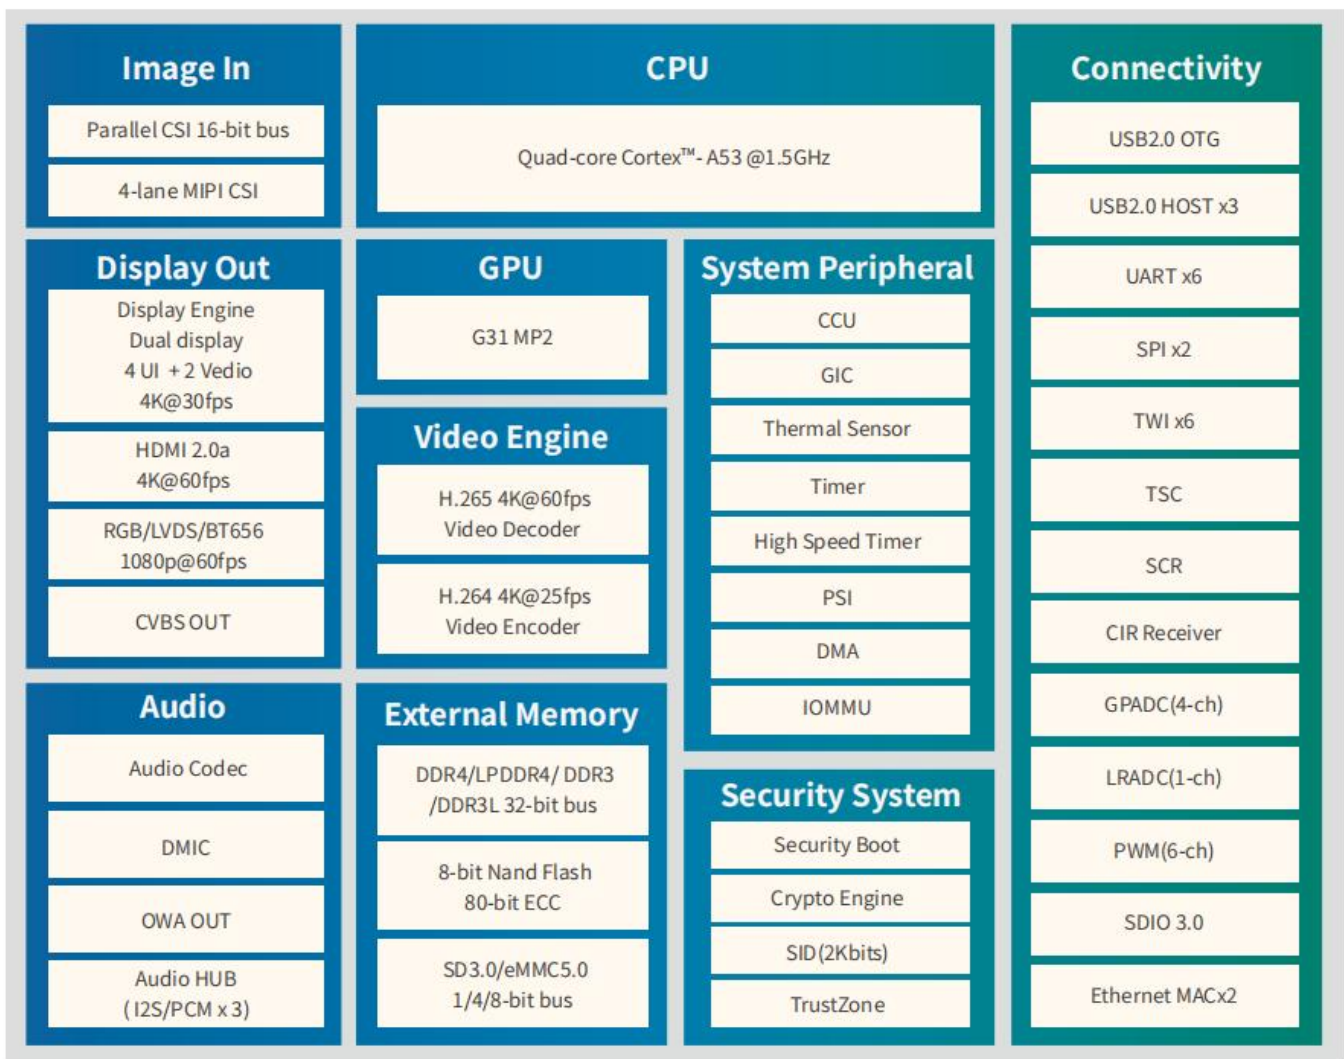 Image In
Parallel CSI 16-bit bus
4-lane MIPI CSI
CPU
Quad-core Cortex™- A53 @1.5GHz
Connectivity
USB2.0 OTG
USB2.0 HOST x3
UART x6
SPI x2
TWI x6
TSC
SCR
CIR Receiver
GPADC(4-ch)
LRADC(1-ch)
PWM(6-ch)
SDIO 3.0
Ethernet MACx2
Display Out
Display Engine
Dual display
4 UI + 2 Vedio
4K@30fps
HDMI 2.0a
4K@60fps
RGB/LVDS/BT656
1080p@60fps
CVBS OUT
GPU
G31 MP2
Video Engine
H.265 4K@60fps
Video Decoder
H.264 4K@25fps
Video Encoder
System Peripheral
CCU
GIC
Thermal Sensor
Timer
High Speed Timer
PSI
DMA
IOMMU
Audio
Audio Codec
DMIC
OWA OUT
Audio HUB
( I2S/PCM x 3)
External Memory
DDR4/LPDDR4/ DDR3
/DDR3L 32-bit bus
8-bit Nand Flash
80-bit ECC
SD3.0/eMMC5.0
1/4/8-bit bus
Security System
Security Boot
Crypto Engine
SID(2Kbits)
TrustZone